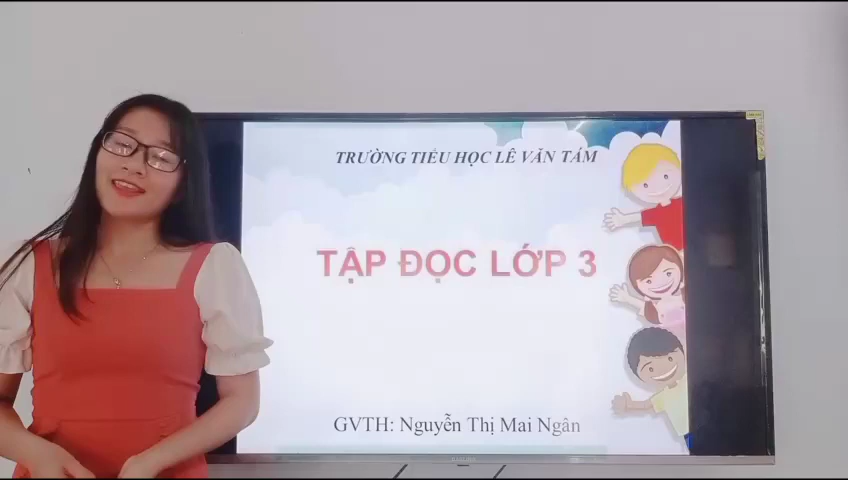 TRƯỜNG TIỂU HỌC LÊ VĂN TÁM
TẬP ĐỌC LỚP 3
GVTH: Nguyễn Thị Mai Ngân